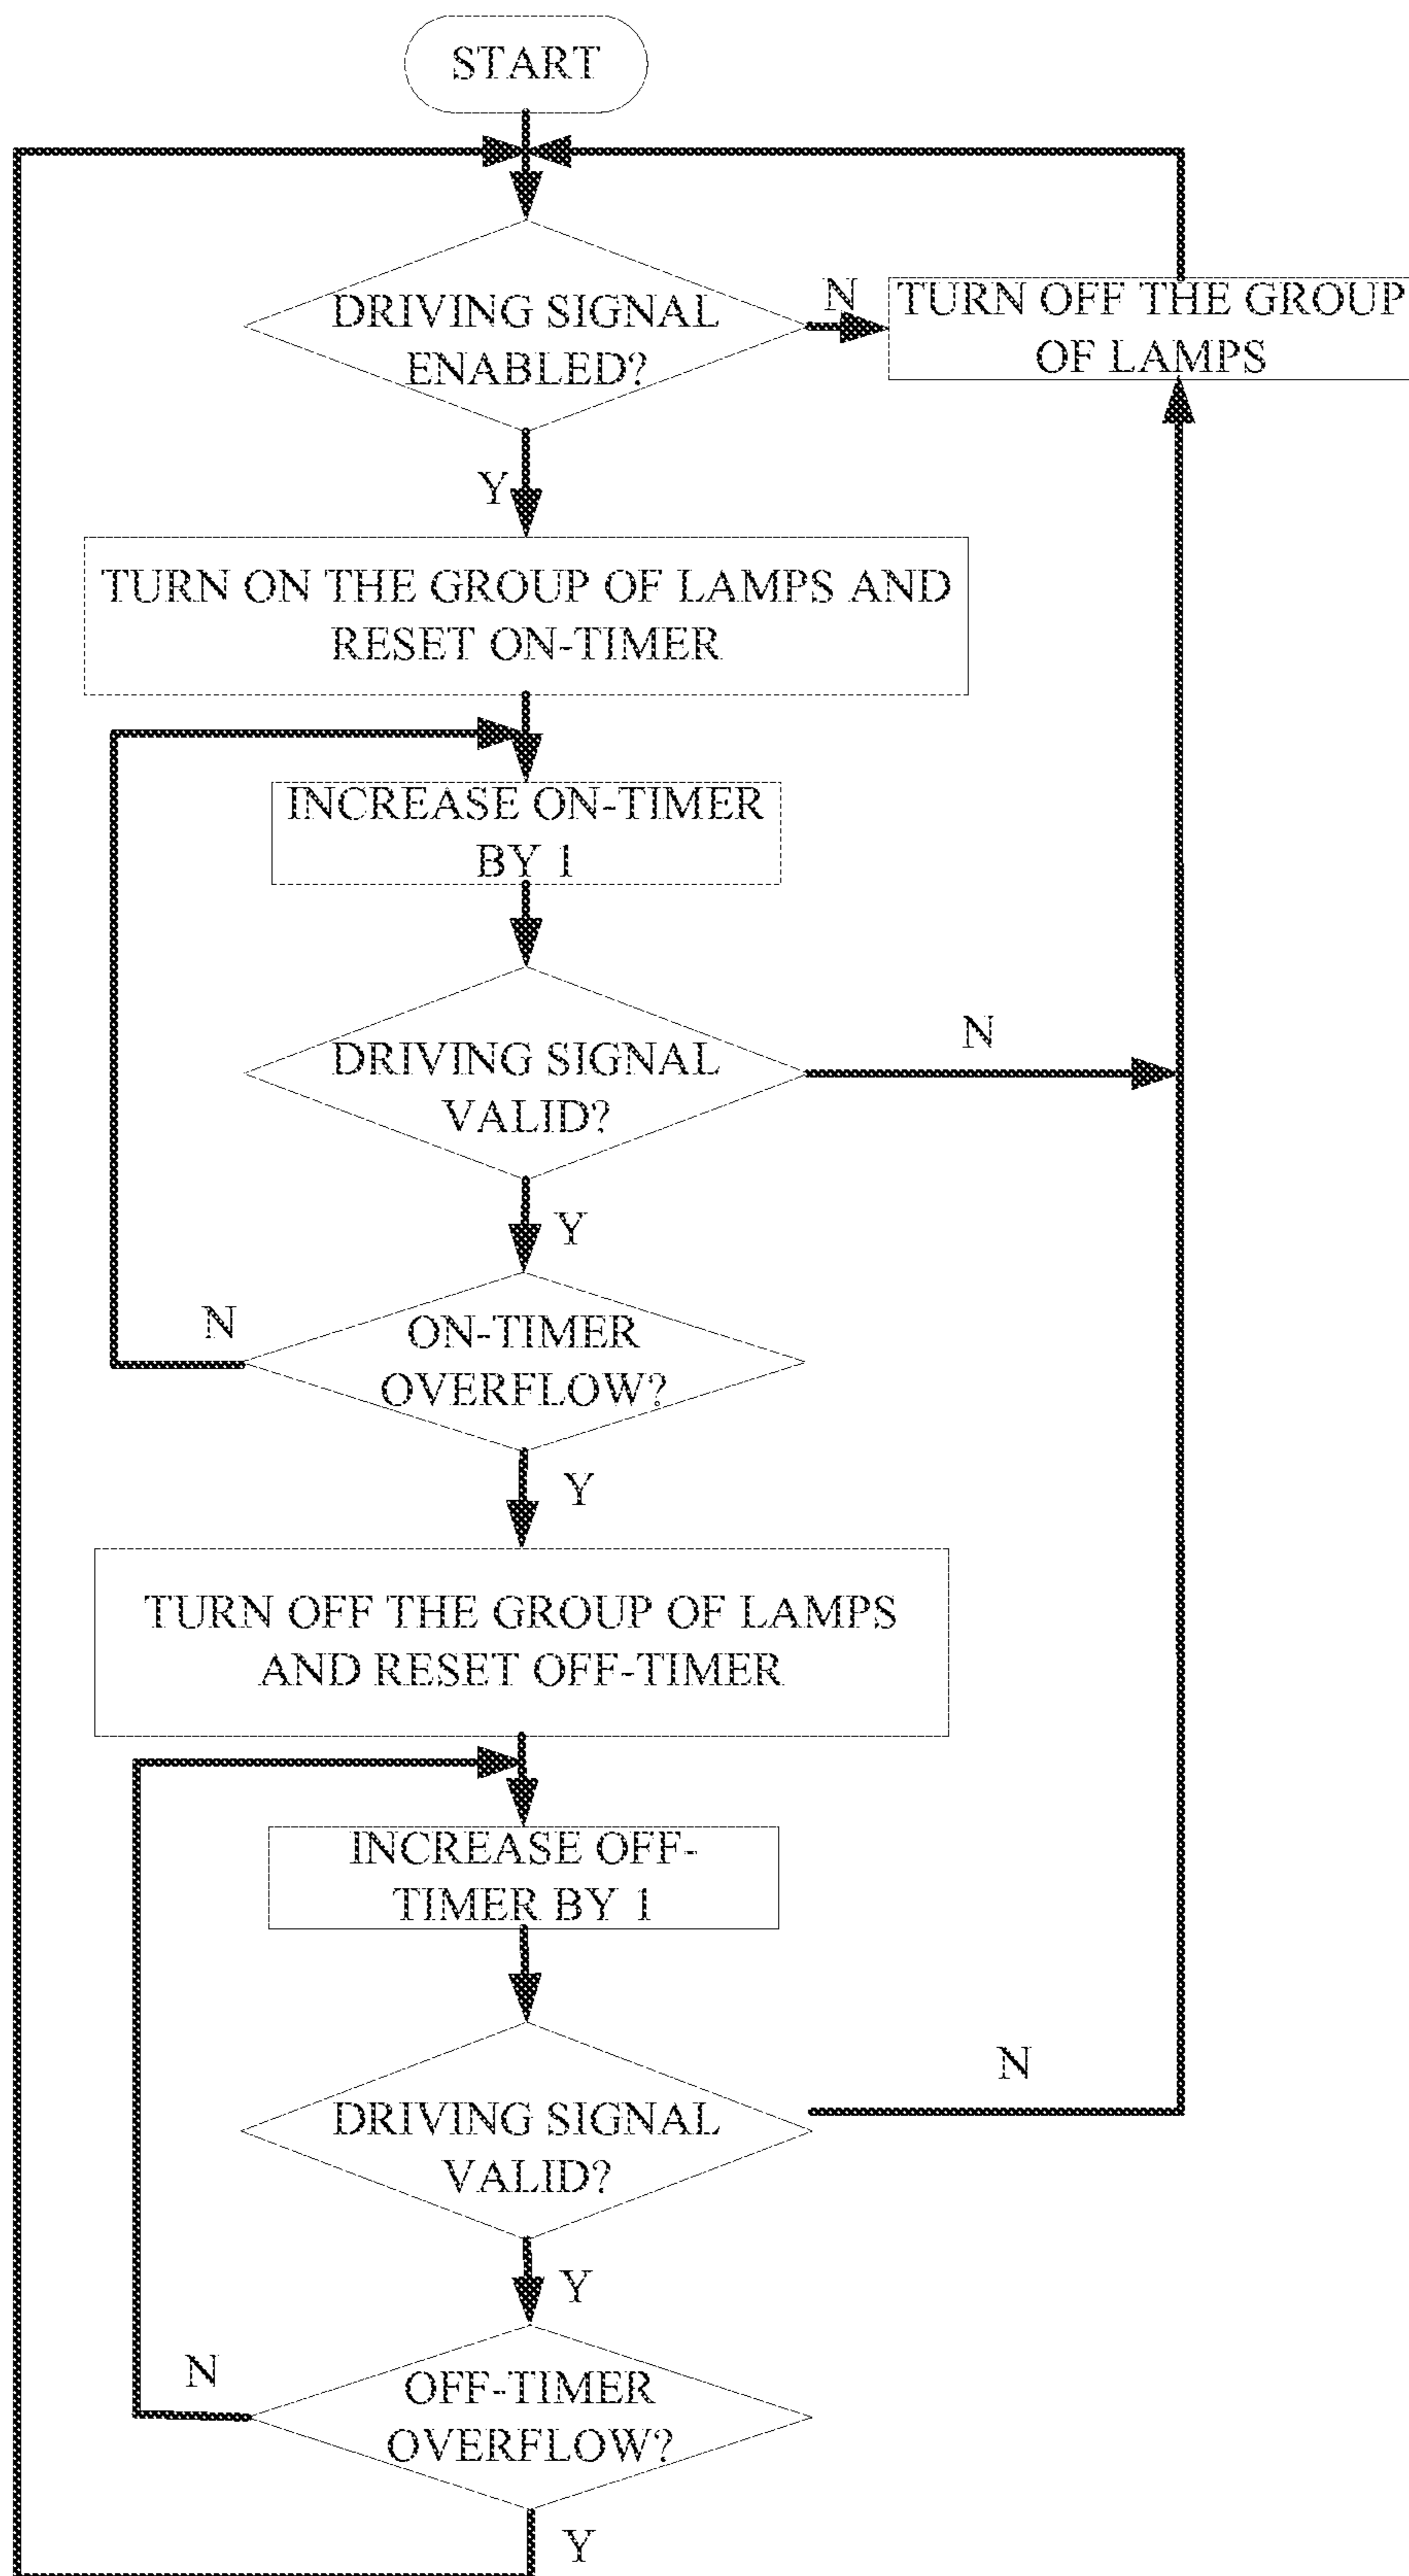 START
DRIVING SIGNAL
ENABLED?
N
TURN OFF THE GROUP
OF LAMPS
Y
TURN ON THE GROUP OF LAMPS AND
RESET ON-TIMER
INCREASE ON-TIMER
BY 1
DRIVING SIGNAL
VALID?
N
Y
ON-TIMER
OVERFLOW?
N
Y
TURN OFF THE GROUP OF LAMPS
AND RESET OFF-TIMER
INCREASE OFF-
TIMER BY 1
DRIVING SIGNAL
VALID?
N
Y
OFF-TIMER
OVERFLOW?
N
Y